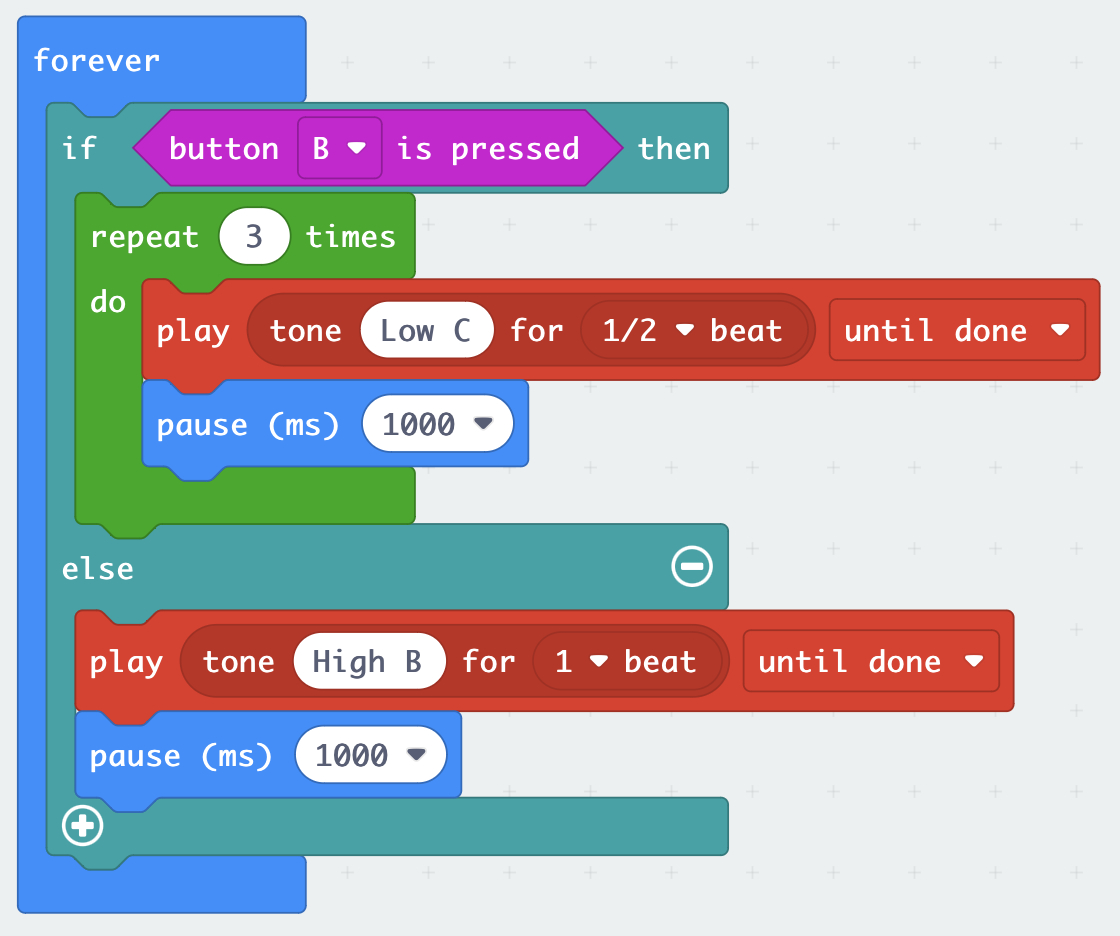 forever
if button B is pressed then
repeat 3 times
do
play tone Low C for 1/2 beat until done
pause (ms) 1000
else
play tone High B for 1 beat until done
pause (ms) 1000